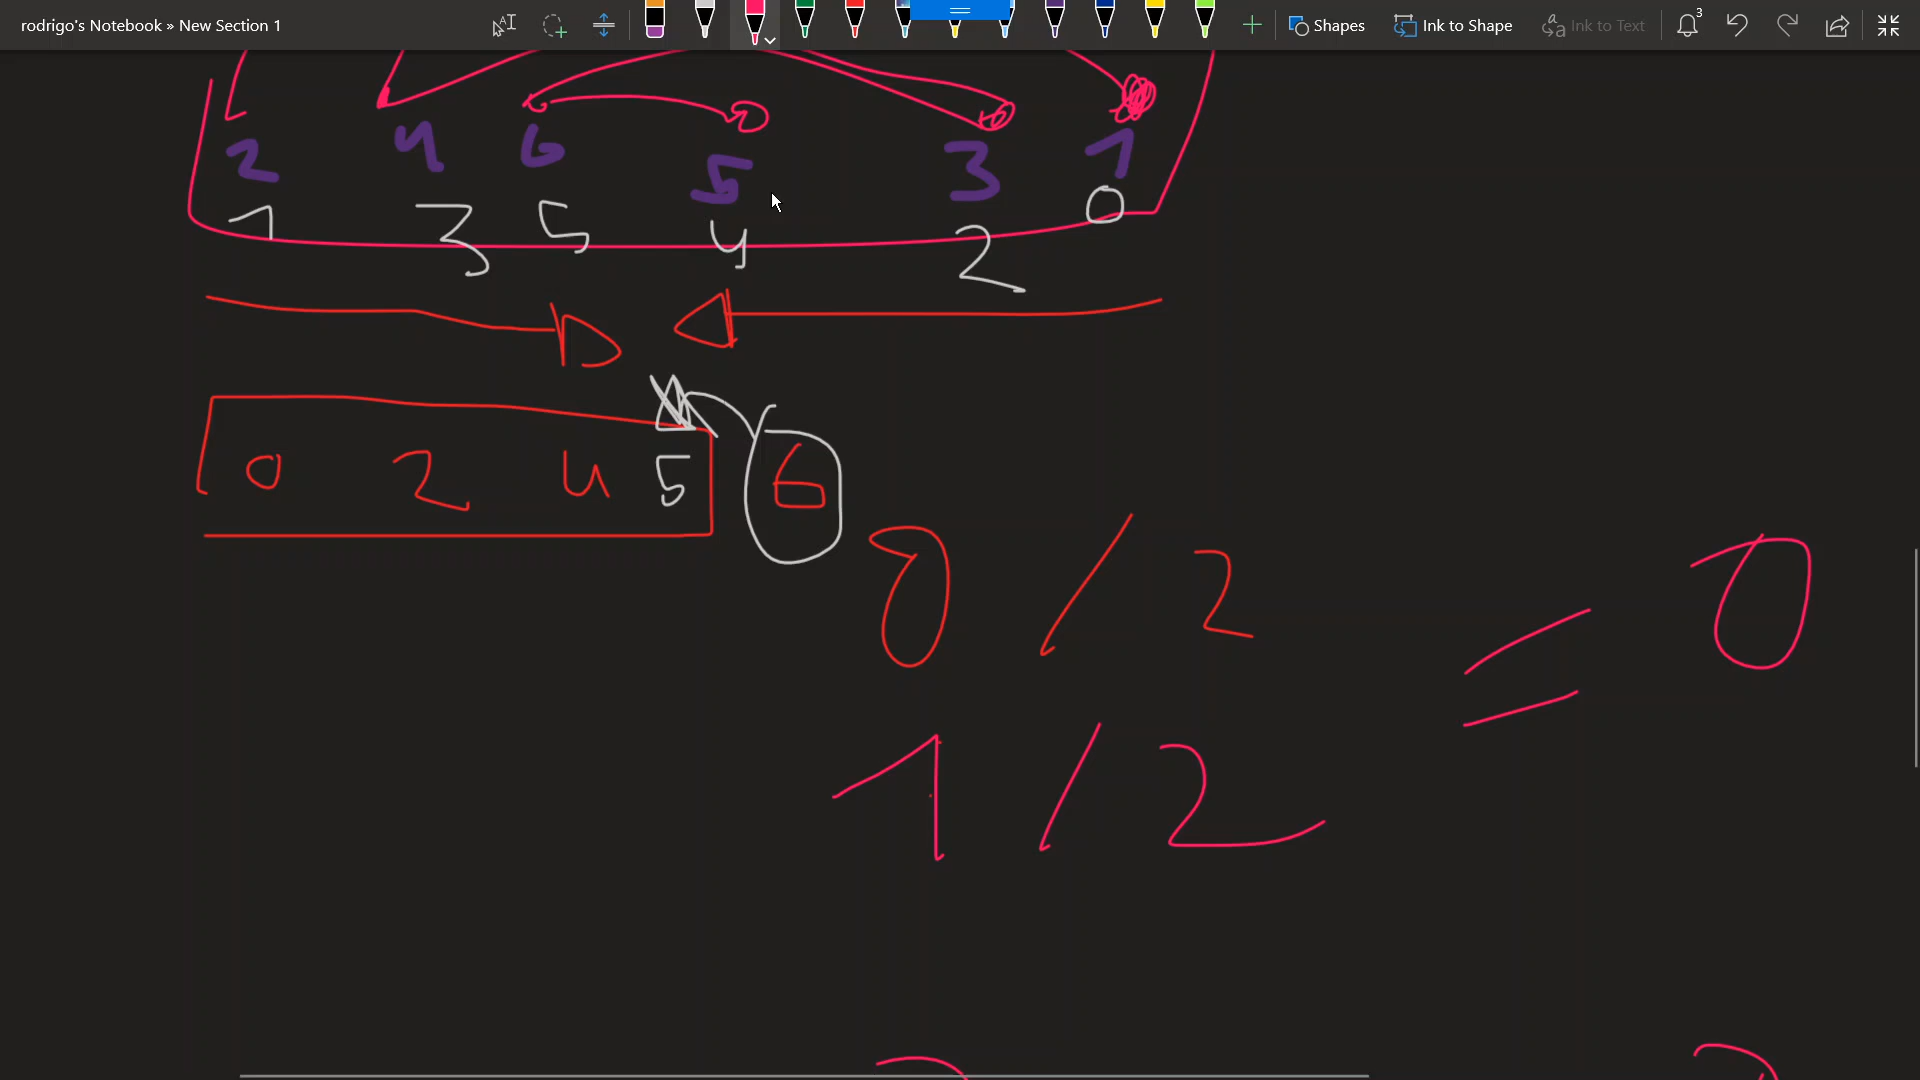 rodrigo's Notebook » New Section 1
Shapes
Ink to Shape
Ink to Text
3
2 4 6 5 3 1
1 3 5 4 2 0
0 2 4 5 6
0 / 2 = 0
1 / 2